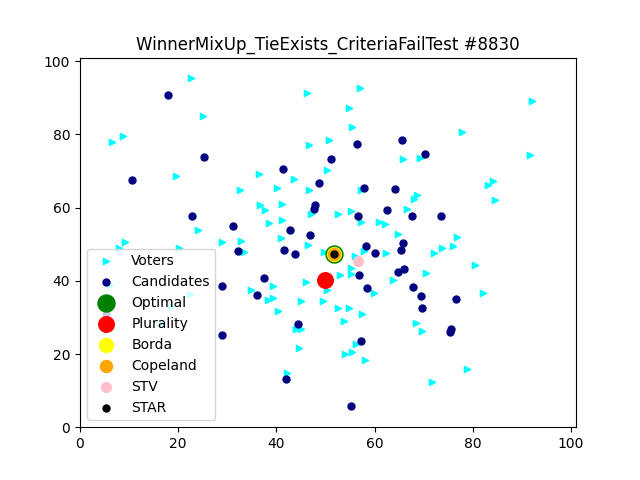 WinnerMixUp_TieExists_CriteriaFailTest #8830
100
80
60
40
20
0
Voters
Candidates
Optimal
Plurality
Borda
Copeland
STV
STAR
0 20 40 60 80 100